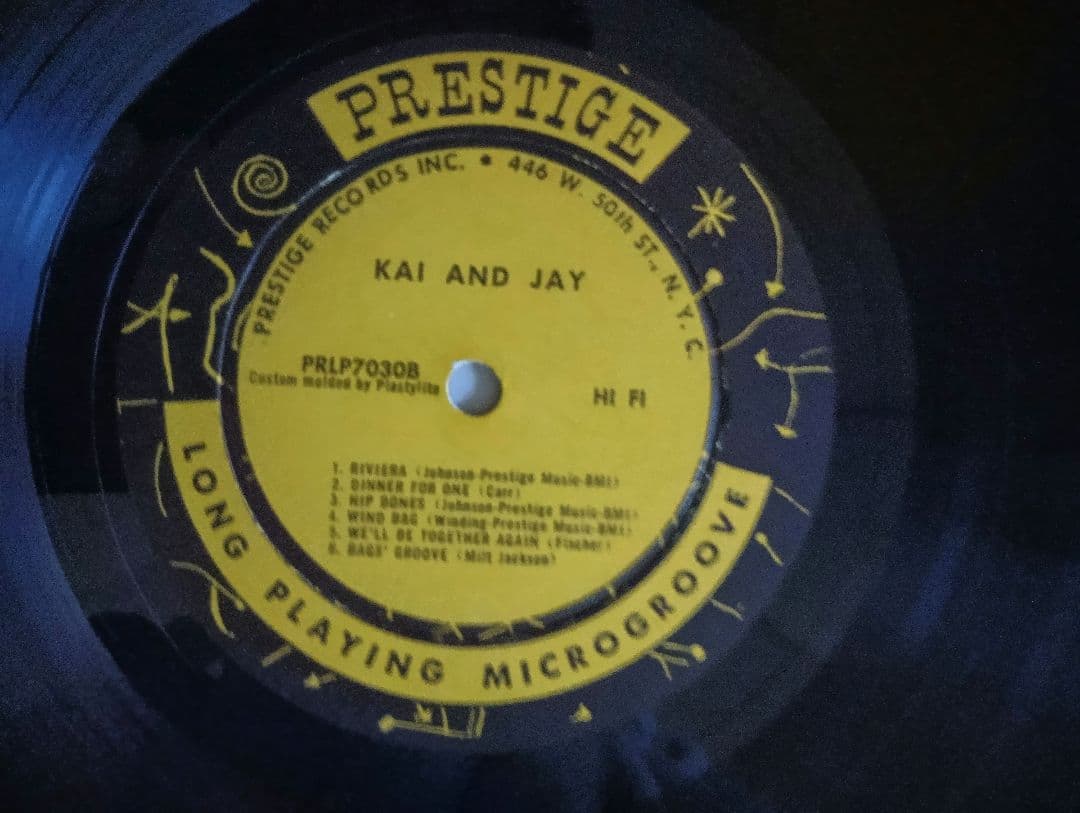 PRESTIGE
PRESTIGE RECORDS INC. • 446 W. 50th ST., N.Y.C.
KAI AND JAY
PRLP7030B
Custom molded by Plastylite
HI FI
1. RIVIERA (Johnson-Prestige Music-BMI)
2. DINNER FOR ONE (Carr)
3. HIP BONES (Johnson-Prestige Music-BMI)
4. WIND BAG (Winding-Prestige Music-BMI)
5. WE'LL BE TOGETHER AGAIN (Fischer)
6. BAGS' GROOVE (Milt Jackson)
LONG PLAYING MICROGROOVE